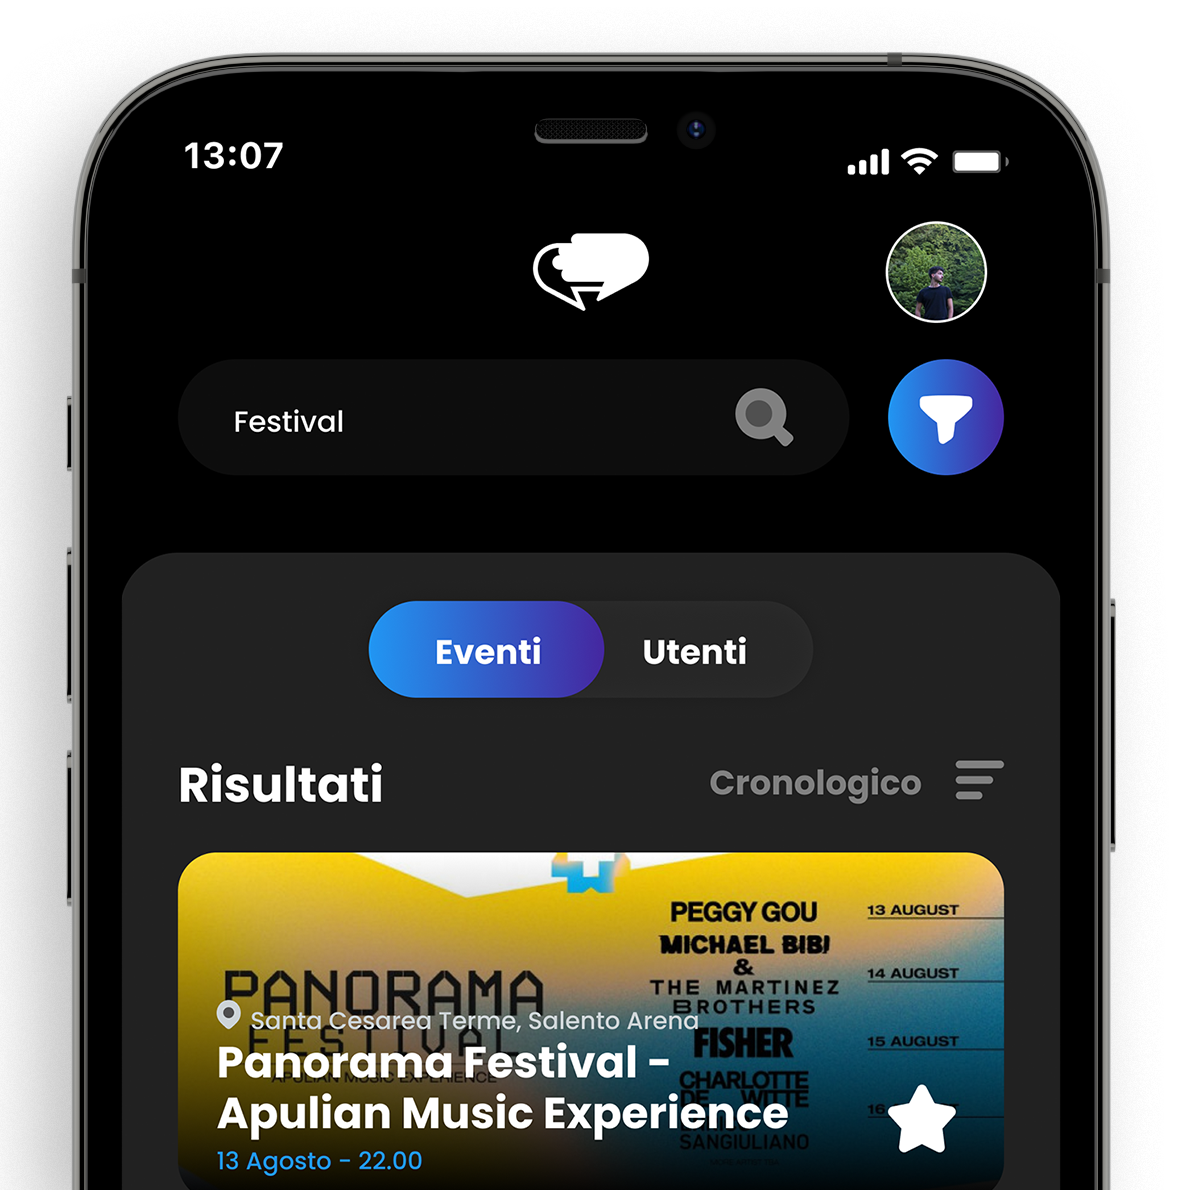 13:07
Festival
Eventi
Utenti
Risultati
Cronologico
PEGGY GOU
13 AUGUST
MICHAEL BIBI
&
THE MARTINEZ
BROTHERS
14 AUGUST
PANORAMA
FESTIVAL
APULIAN MUSIC EXPERIENCE
FISHER
15 AUGUST
CHARLOTTE
DE WITTE
16
SANGIULIANO
Santa Cesarea Terme, Salento Arena
Panorama Festival -
Apulian Music Experience
13 Agosto - 22.00